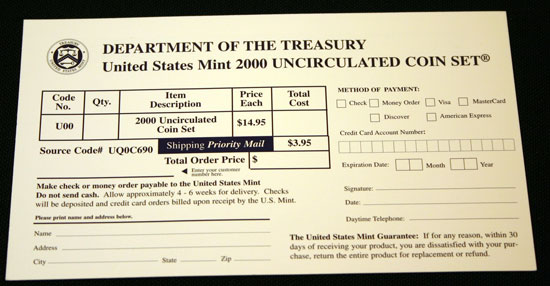 DEPARTMENT OF THE TREASURY
United States Mint 2000 UNCIRCULATED COIN SET®
Code No. Qty. Item Description Price Each Total Cost
U00 2000 Uncirculated Coin Set $14.95
Source Code# UQ0C690 Shipping Priority Mail $3.95
Total Order Price $
Enter your customer
number here.
Make check or money order payable to the United States Mint
Do not send cash. Allow approximately 4 - 6 weeks for delivery. Checks
will be deposited and credit card orders billed upon receipt by the U.S. Mint.
Please print name and address below.
Name
Address
City State Zip
METHOD OF PAYMENT:
Check Money Order Visa MasterCard
Discover American Express
Credit Card Account Number:
Expiration Date: Month Year
Signature:
Date:
Daytime Telephone:
The United States Mint Guarantee: If for any reason, within 30
days of receiving your product, you are dissatisfied with your pur-
chase, return the entire product for replacement or refund.